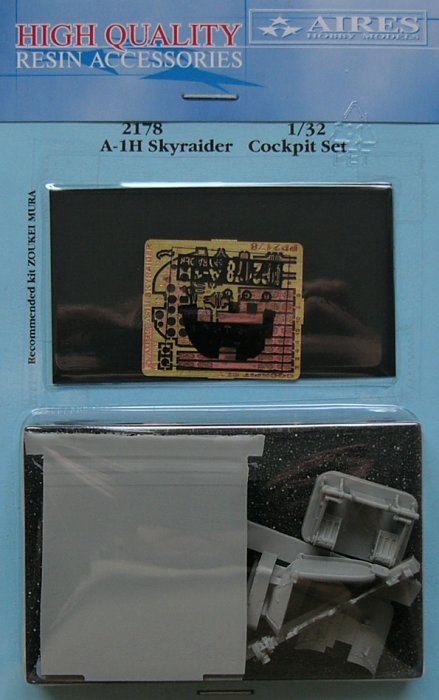 HIGH QUALITY
RESIN ACCESSORIES
AIRES
HOBBY MODELS
2178 1/32
A-1H Skyraider Cockpit Set
Recommended kit ZOUKEI MURA